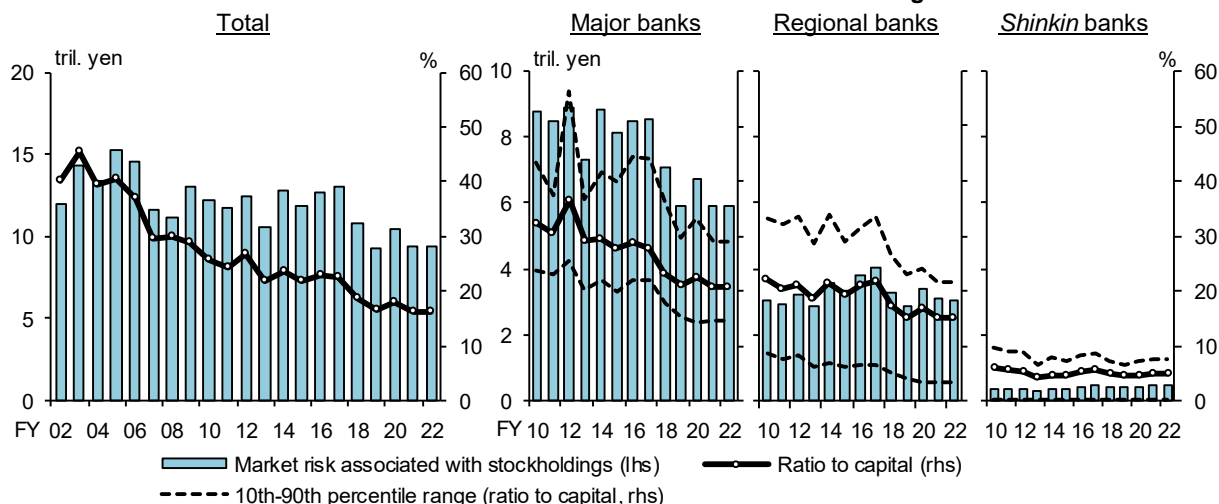 Total
Major banks
Regional banks
Shinkin banks
tril. yen
%
20
15
10
5
0
60
50
40
30
20
10
0
FY 02 04 06 08 10 12 14 16 18 20 22
tril. yen
10
8
6
4
2
0
FY 10 12 14 16 18 20 22
10 12 14 16 18 20 22
%
60
50
40
30
20
10
0
10 12 14 16 18 20 22
Market risk associated with stockholdings (lhs)
Ratio to capital (rhs)
10th-90th percentile range (ratio to capital, rhs)